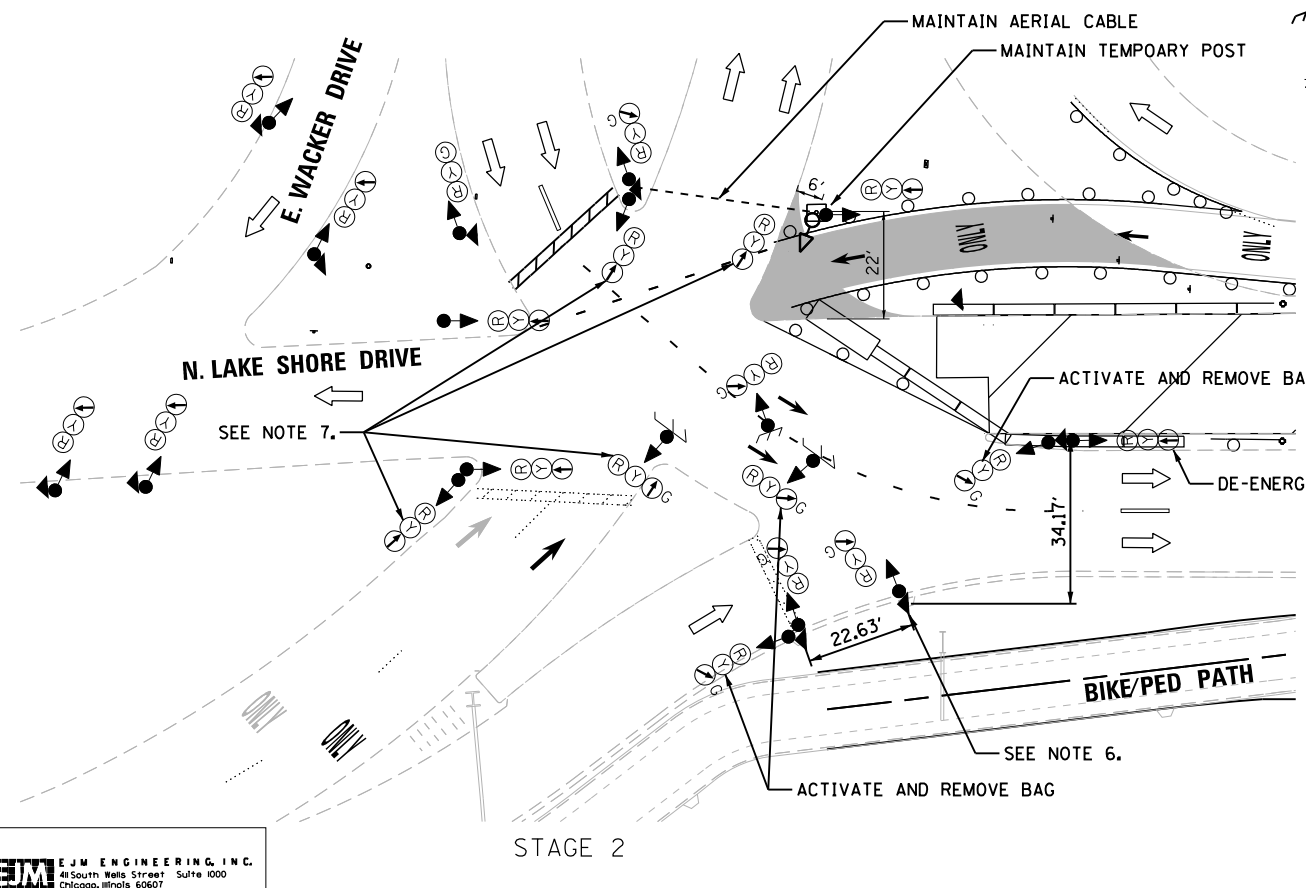 MAINTAIN AERIAL CABLE
MAINTAIN TEMPOARY POST
E. WACKER DRIVE
6'
22'
ONLY
ONLY
N. LAKE SHORE DRIVE
SEE NOTE 7.
ACTIVATE AND REMOVE BA
DE-ENERG
34.17'
22.63'
BIKE/PED PATH
ONLY
ONLY
SEE NOTE 6.
ACTIVATE AND REMOVE BAG
STAGE 2
EJM
EJM ENGINEERING, INC.
411 South Wells Street Suite 1000
Chicago, Illinois 60607
R Y
R Y
G Y R
G Y R
R Y
R Y
R Y
R Y
R Y
R Y
R Y
R Y
R Y G
R Y
G Y R
R Y G
R Y G
R Y
G Y R
G Y R
R Y G